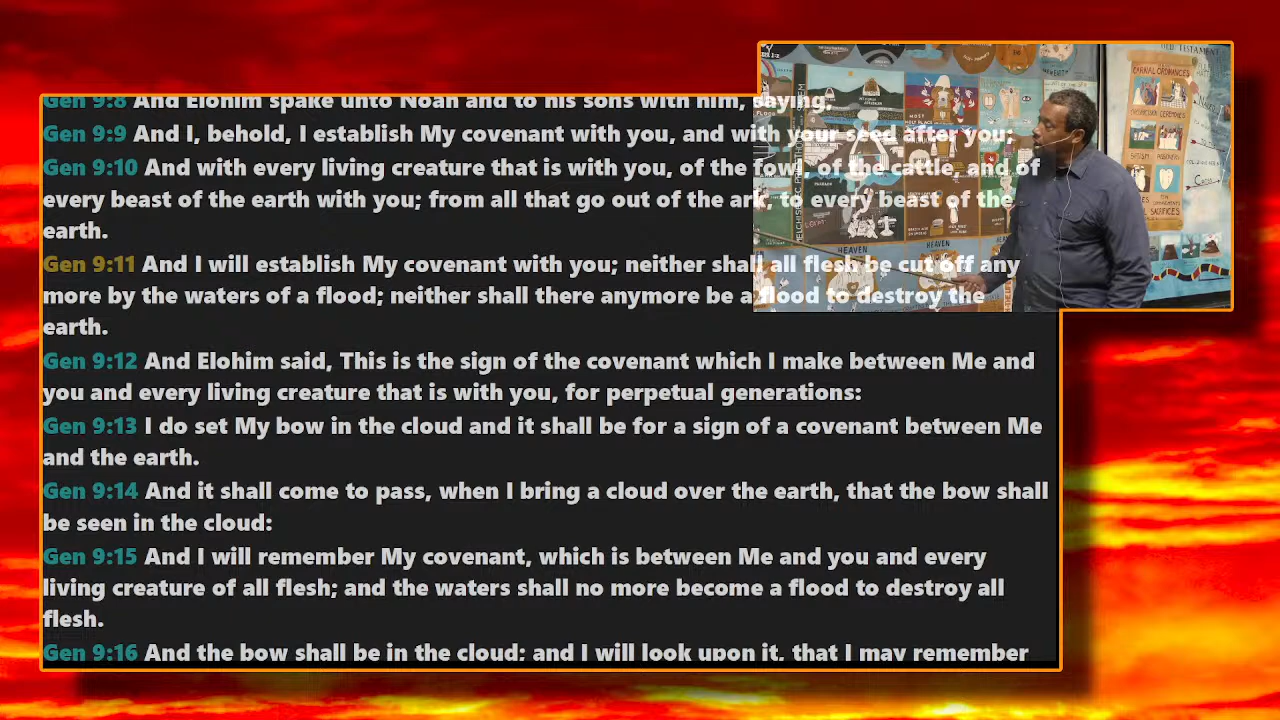 Gen 9:8 And Elohim spake unto Noah and to his sons with him, saying,
Gen 9:9 And I, behold, I establish My covenant with you, and with your seed after you;
Gen 9:10 And with every living creature that is with you, of the fowl, of the cattle, and of
every beast of the earth with you; from all that go out of the ark, to every beast of the
earth.
Gen 9:11 And I will establish My covenant with you; neither shall all flesh be cut off any
more by the waters of a flood; neither shall there anymore be a flood to destroy the
earth.
Gen 9:12 And Elohim said, This is the sign of the covenant which I make between Me and
you and every living creature that is with you, for perpetual generations:
Gen 9:13 I do set My bow in the cloud and it shall be for a sign of a covenant between Me
and the earth.
Gen 9:14 And it shall come to pass, when I bring a cloud over the earth, that the bow shall
be seen in the cloud:
Gen 9:15 And I will remember My covenant, which is between Me and you and every
living creature of all flesh; and the waters shall no more become a flood to destroy all
flesh.
Gen 9:16 And the bow shall be in the cloud; and I will look upon it, that I may remember
OLD TESTAMENT
CARNAL ORDINANCES
HEAVEN
HEAVEN
SACRIFICES